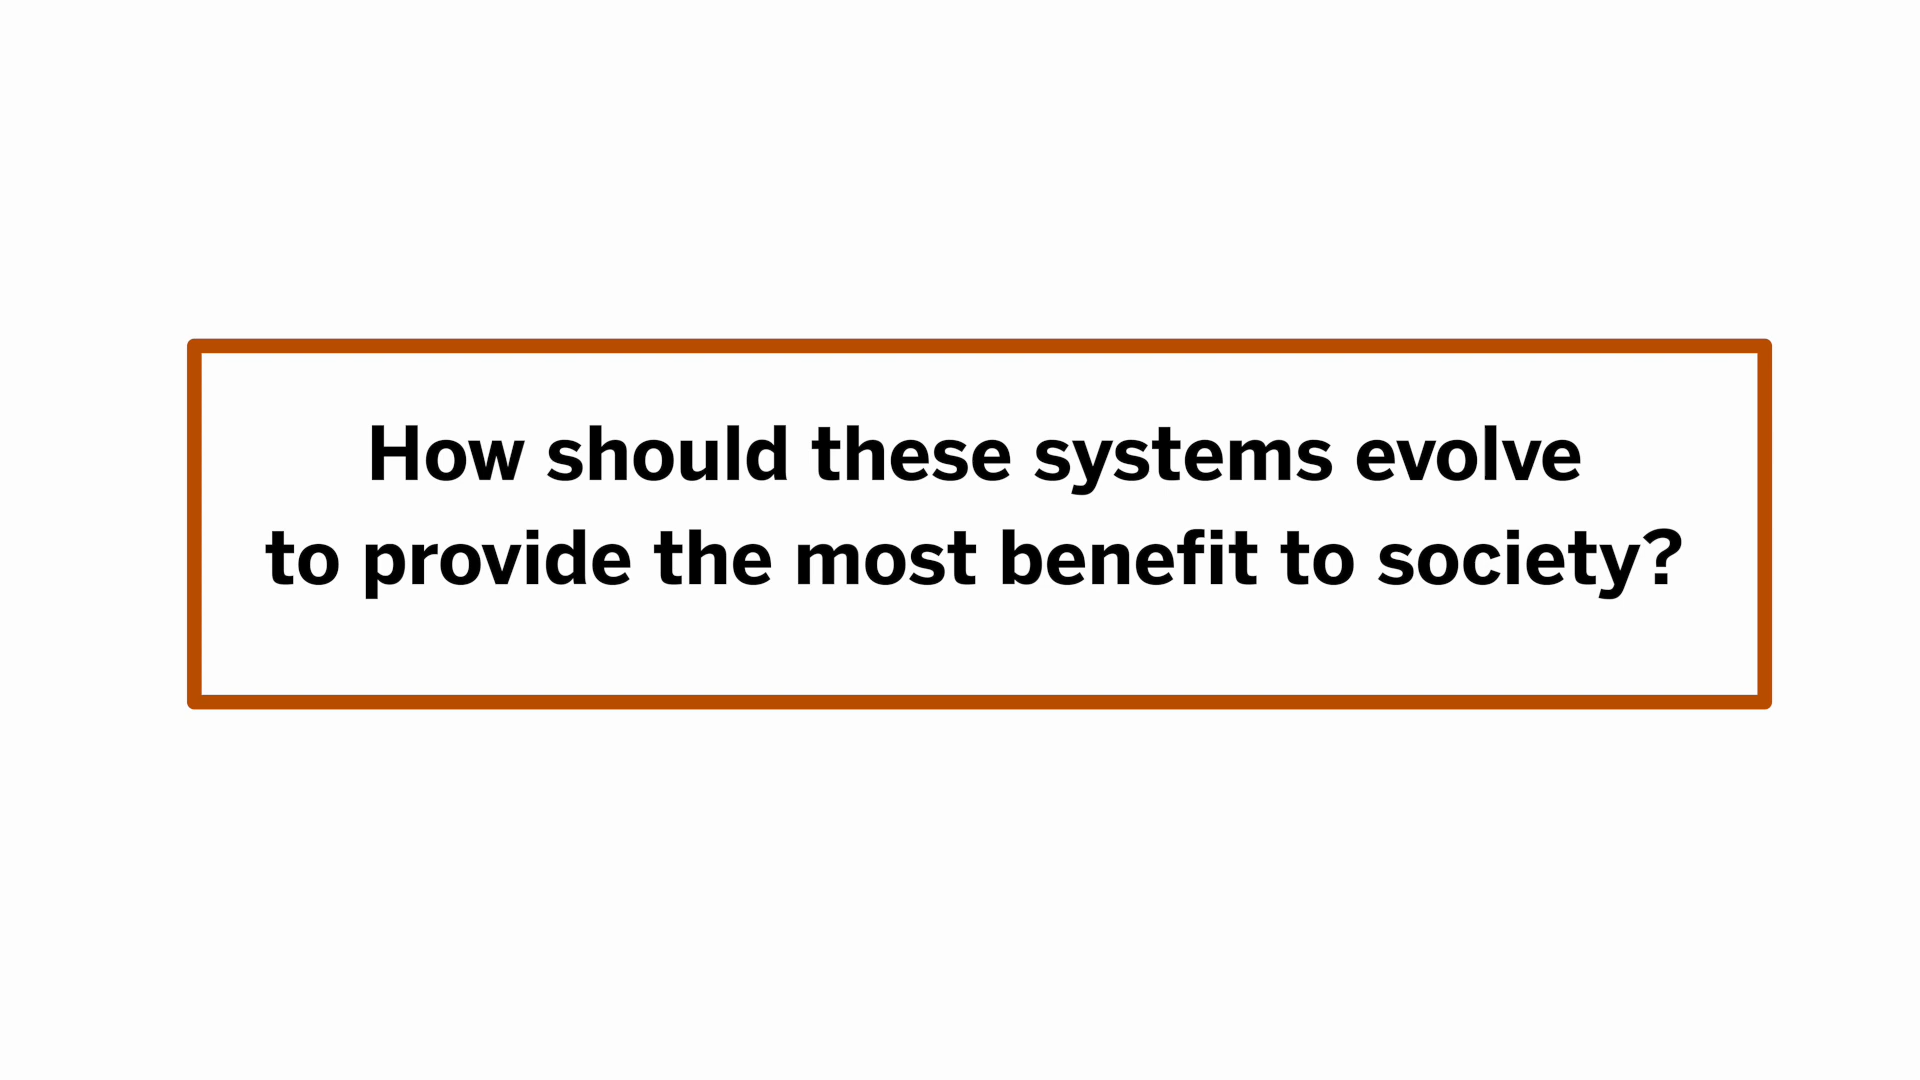 How should these systems evolve
to provide the most benefit to society?